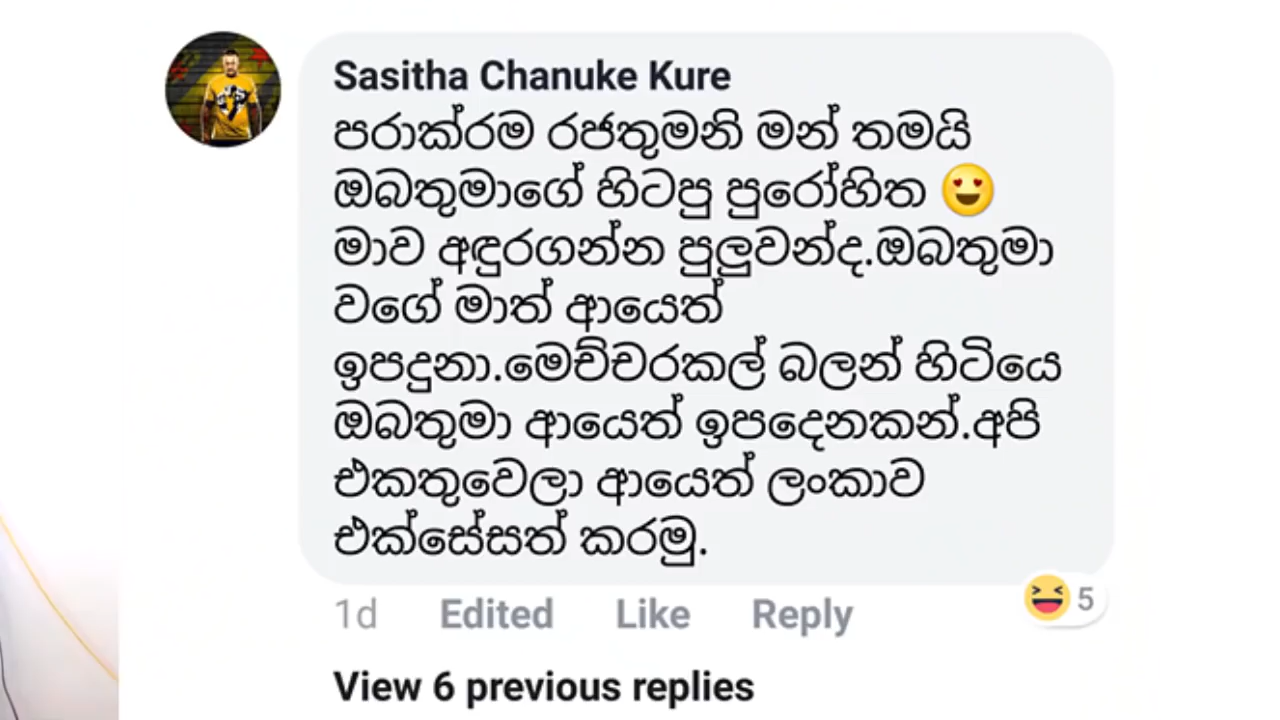 Sasitha Chanuke Kure
පරාක්රම රජතුමනි මන් තමයි
ඔබතුමාගේ හිටපු පුරෝහිත 😍
මාව අඳුරගන්න පුලුවන්ද.ඔබතුමා
වගේ මාත් ආයෙත්
ඉපදුනා.මෙච්චරකල් බලන් හිටියෙ
ඔබතුමා ආයෙත් ඉපදෙනකන්.අපි
එකතුවෙලා ආයෙත් ලංකාව
එක්සේසත් කරමු.
1d Edited Like Reply 5
View 6 previous replies